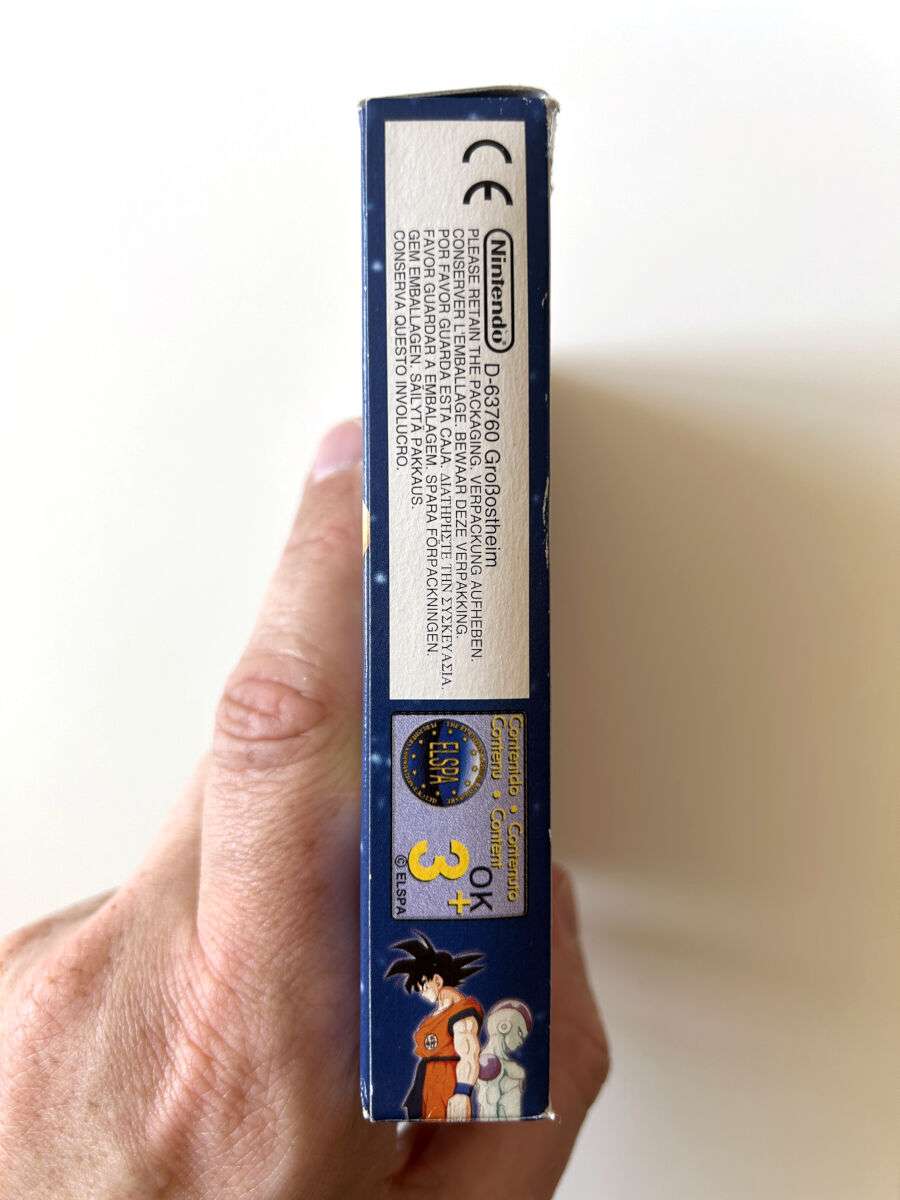 CE
Nintendo® D-63760 Großostheim
PLEASE RETAIN THE PACKAGING. VERPACKUNG AUFHEBEN.
CONSERVER L'EMBALLAGE. BEWAAR DEZE VERPAKKING.
POR FAVOR GUARDA ESTA CAJA. ΔΙΑΤΗΡΗΣΤΕ ΤΗΝ ΣΥΣΚΕΥΑΣΙΑ.
FAVOR GUARDAR A EMBALAGEM. SPARA FÖRPACKNINGEN.
GEM EMBALLAGEN. SÄILYTÄ PAKKAUS.
CONSERVA QUESTO INVOLUCRO.
Contenido • Contenuto
Contenu • Content
ELSPA
OK
3+
© ELSPA